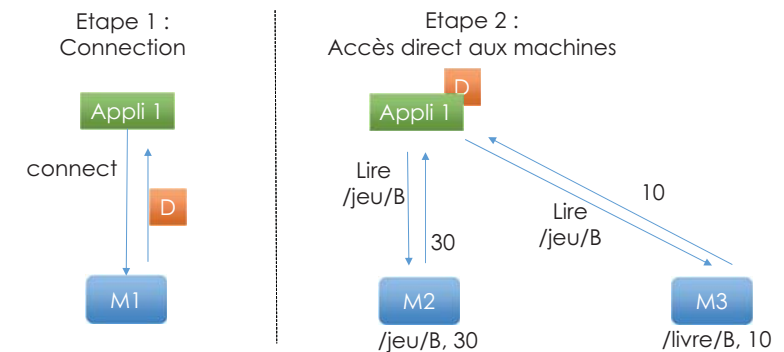 Etape 1 :
Connection
Appli 1
connect
D
M1
Etape 2 :
Accès direct aux machines
D
Appli 1
Lire
/jeu/B
30
Lire
/jeu/B
10
M2
/jeu/B, 30
M3
/livre/B, 10